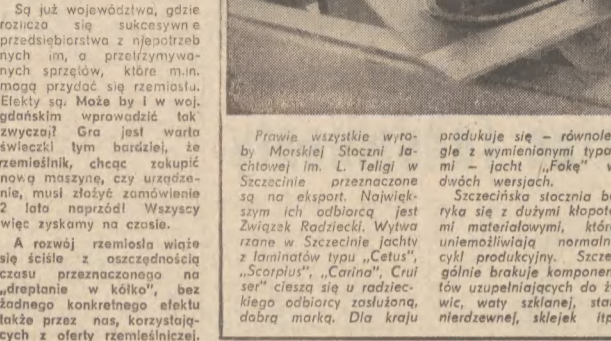 Są już województwa, gdzie
rozlicza się sukcesywnie
przedsiębiorstwa z niepotrzeb
nych im, a przetrzymywa-
nych sprzętów, które m.in.
mogą przydać się rzemiosłu.
Efekty są. Może by i w woj.
gdańskim wprowadzić tak
zwyczaj? Gra jest warta
świeczki tym bardziej, że
rzemieślnik, chcąc zakupić
nową maszynę, czy urządze-
nie, musi złożyć zamówienie
2 lata naprzód! Wszyscy
więc zyskamy na czasie.
A rozwój rzemiosła wiąże
się ściśle z oszczędnością
czasu przeznaczonego na
„dreptanie w kółko”, bez
żadnego konkretnego efektu
także przez nas, korzystają-
cych z oferty rzemieślniczej.
Prawie wszystkie wyro-
by Morskiej Stoczni Ja-
chtowej im. L. Teligi w
Szczecinie przeznaczone
są na eksport. Najwięk-
szym ich odbiorcą jest
Związek Radziecki. Wytwa
rzane w Szczecinie jachty
z laminatów typu „Cetus”,
„Scorpius”, „Carina”, Crui
ser” cieszą się u radziec-
kiego odbiorcy zasłużoną,
dobrą marką. Dla kraju
produkuje się – równole
gle z wymienionymi typa
mi – jacht „Fokę” w
dwóch wersjach.
Szczecińska stocznia bo
ryka się z dużymi kłopota
mi materiałowymi, któr
uniemożliwiają normaln
cykl produkcyjny. Szcze
gólnie brakuje komponen
tów uzupełniających do ży
wic, waty szklanej, stal
nierdzewnej, sklejek itp